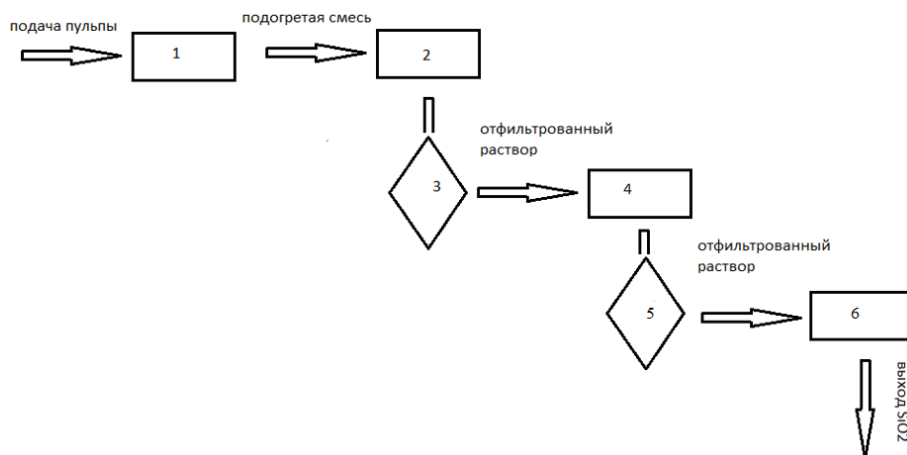 подача пульпы
подогретая смесь
1
2
отфильтрованный
раствор
3
4
отфильтрованный
раствор
5
6
выход SiO2